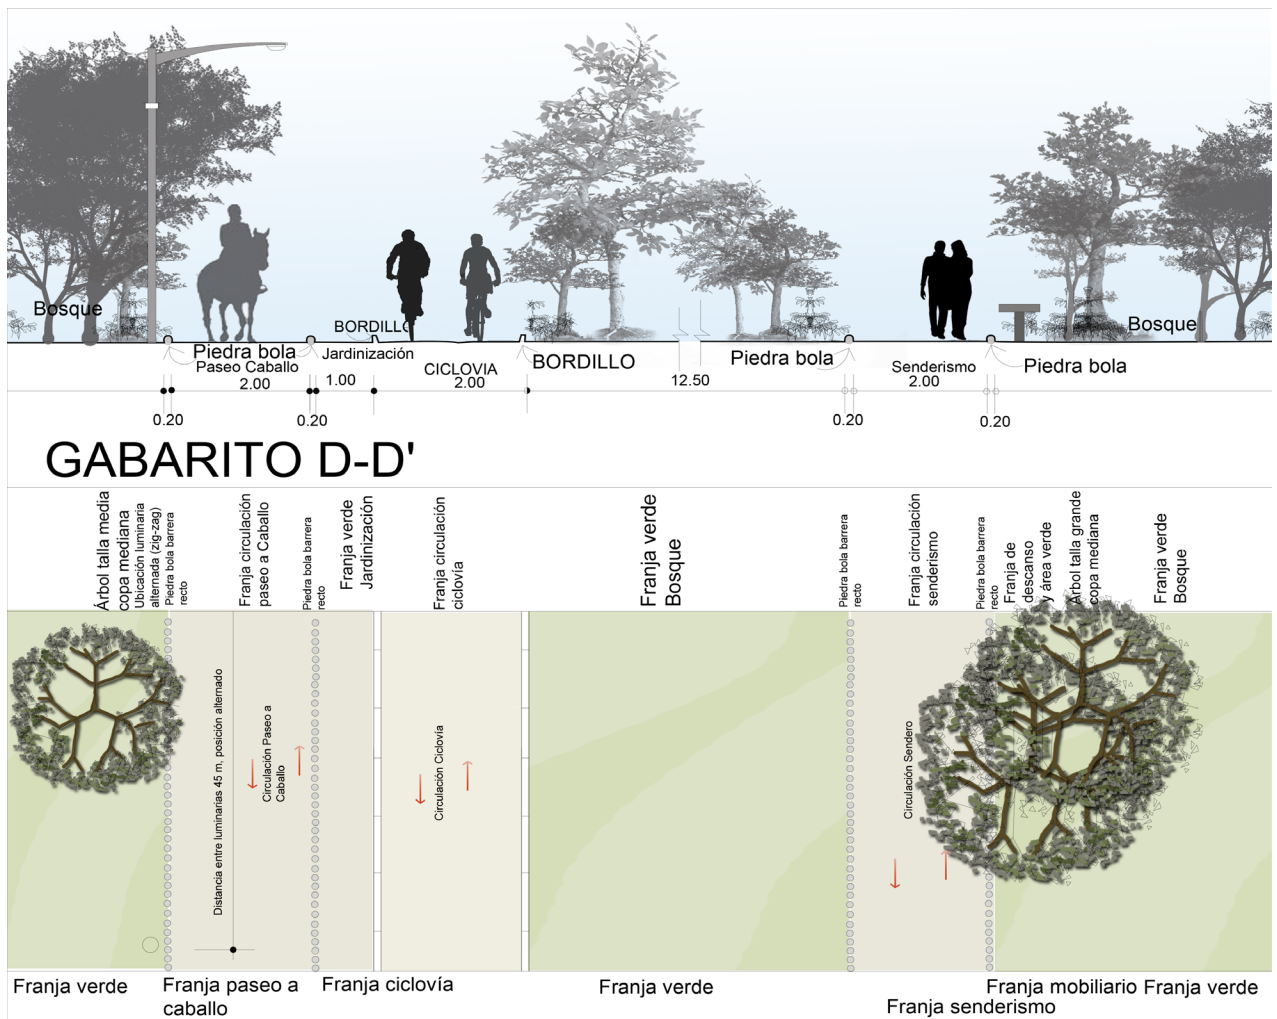 Bosque
BORDILLO
Bosque
Piedra bola
Paseo Caballo
2.00
Jardinización
1.00
CICLOVIA
2.00
BORDILLO
12.50
Piedra bola
Senderismo
2.00
Piedra bola
0.20
0.20
0.20
0.20
GABARITO D-D'
Árbol talla media
copa mediana
Ubicación luminaria
alternada (zig-zag)
Piedra bola barrera
recto
Franja circulación
paseo a Caballo
Piedra bola barrera
recto
Franja verde
Jardinización
Franja circulación
ciclovía
Franja verde
Bosque
Piedra bola barrera
recto
Franja circulación
senderismo
Piedra bola barrera
recto
Franja de
descanso
y área verde
Árbol talla grande
copa mediana
Franja verde
Bosque
Distancia entre luminarias 45 m, posición alternado
Circulación Paseo a
Caballo
Circulación Ciclovía
Circulación Sendero
Franja verde
Franja paseo a
caballo
Franja ciclovía
Franja verde
Franja senderismo
Franja mobiliario
Franja verde